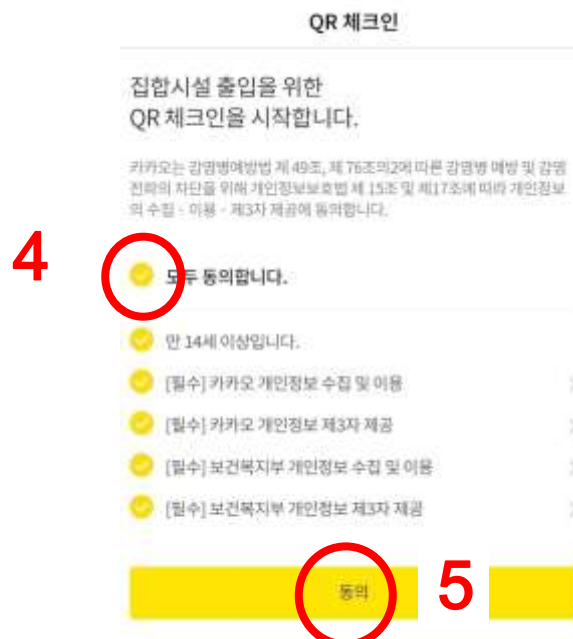 QR 체크인
집합시설 출입을 위한
QR 체크인을 시작합니다.
카카오는 감염병예방법 제 49조, 제 76조의2에 따른 감염병 예방 및 감염
전파의 차단을 위해 개인정보보호법 제 15조 및 제17조에 따라 개인정보
의 수집 · 이용 · 제3자 제공에 동의합니다.
4
모두 동의합니다.
만 14세 이상입니다.
[필수] 카카오 개인정보 수집 및 이용
[필수] 카카오 개인정보 제3자 제공
[필수] 보건복지부 개인정보 수집 및 이용
[필수] 보건복지부 개인정보 제3자 제공
동의
5